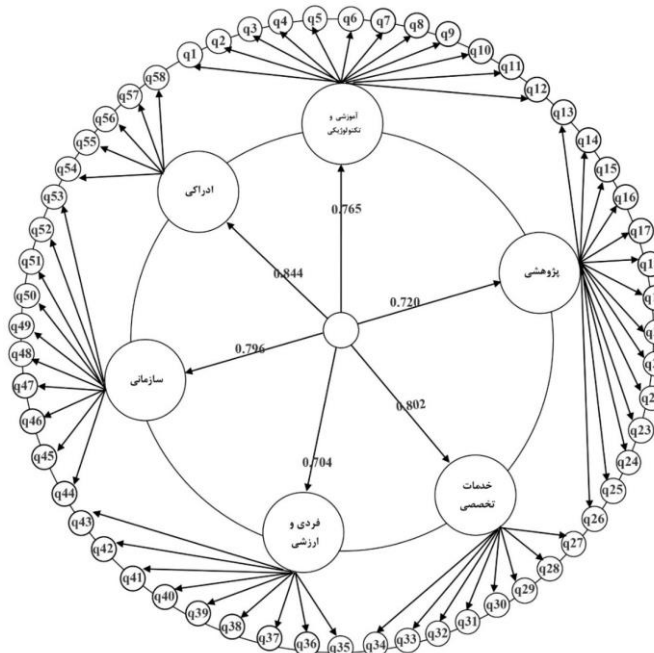 q1
q2
q3
q4
q5
q6
q7
q8
q9
q10
q11
q12
q13
q14
q15
q16
q17
q23
q24
q25
q26
q27
q28
q29
q30
q31
q32
q33
q34
q35
q36
q37
q38
q39
q40
q41
q42
q43
q44
q45
q46
q47
q48
q49
q50
q51
q52
q53
q54
q55
q56
q57
q58
آموزشی و
تکنولوژیکی
پژوهشی
خدمات
تخصصی
فردی و
ارزشی
سازمانی
ادراکی
0.765
0.720
0.802
0.704
0.796
0.844